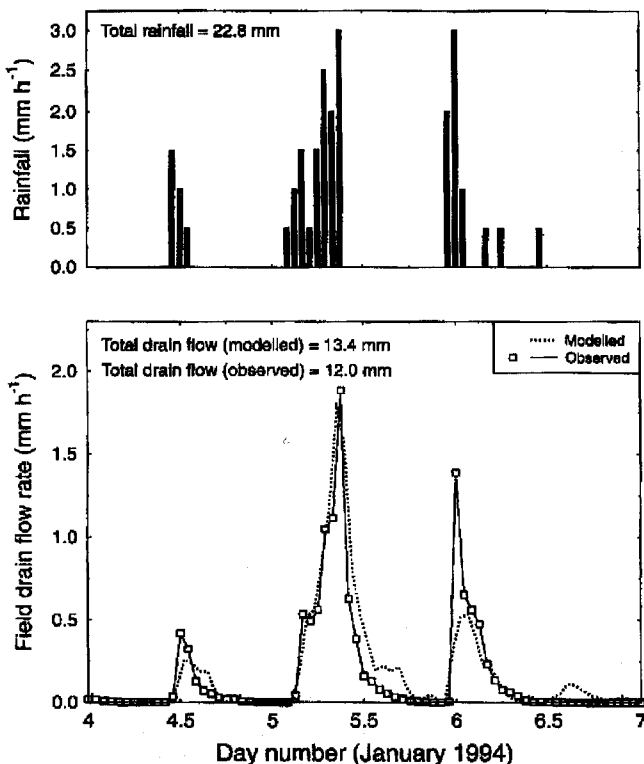 Total rainfall = 22.8 mm
Rainfall (mm h⁻¹)
3.0
2.5
2.0
1.5
1.0
0.5
0.0
Total drain flow (modelled) = 13.4 mm
Total drain flow (observed) = 12.0 mm
Modelled
Observed
Field drain flow rate (mm h⁻¹)
2.0
1.5
1.0
0.5
0.0
4 4.5 5 5.5 6 6.5 7
Day number (January 1994)